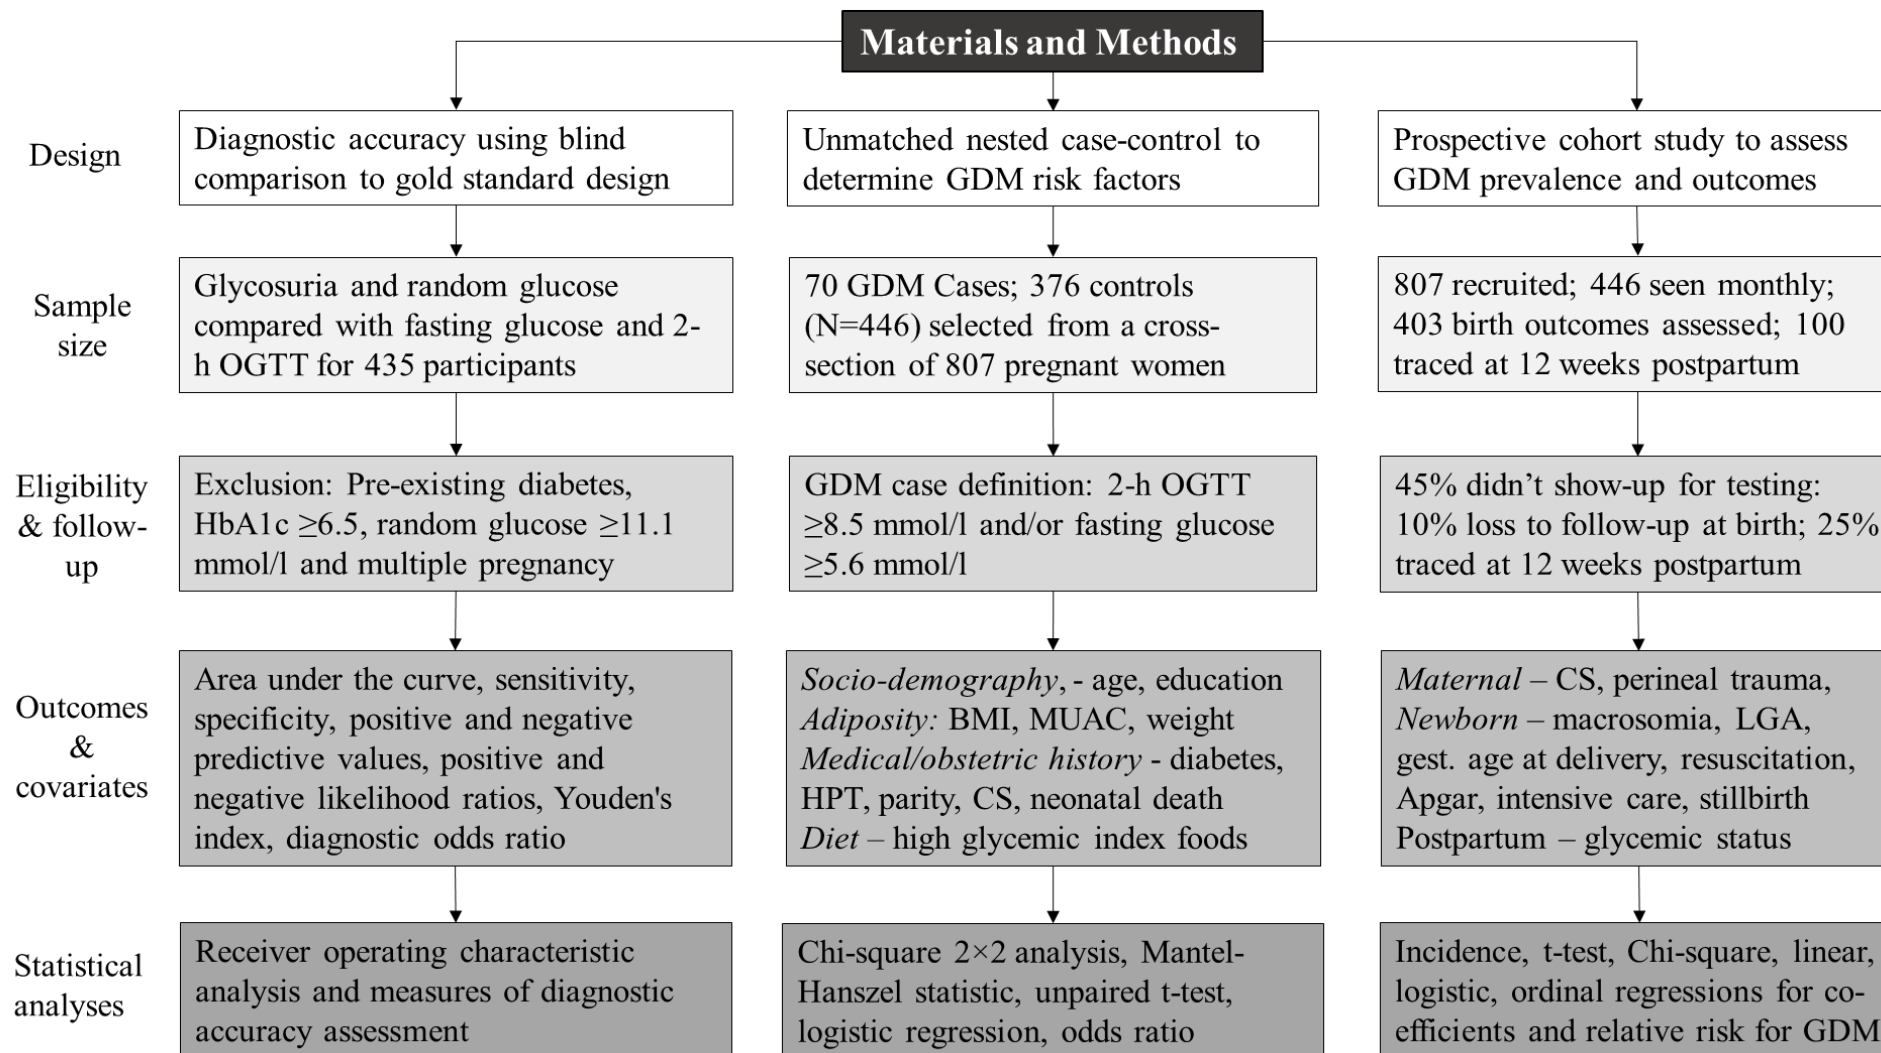 Materials and Methods
Design
Diagnostic accuracy using blind
comparison to gold standard design
Unmatched nested case-control to
determine GDM risk factors
Prospective cohort study to assess
GDM prevalence and outcomes
Sample
size
Glycosuria and random glucose
compared with fasting glucose and 2-
h OGTT for 435 participants
70 GDM Cases; 376 controls
(N=446) selected from a cross-
section of 807 pregnant women
807 recruited; 446 seen monthly;
403 birth outcomes assessed; 100
traced at 12 weeks postpartum
Eligibility
& follow-
up
Exclusion: Pre-existing diabetes,
HbA1c ≥6.5, random glucose ≥11.1
mmol/l and multiple pregnancy
GDM case definition: 2-h OGTT
≥8.5 mmol/l and/or fasting glucose
≥5.6 mmol/l
45% didn’t show-up for testing:
10% loss to follow-up at birth; 25%
traced at 12 weeks postpartum
Outcomes
&
covariates
Area under the curve, sensitivity,
specificity, positive and negative
predictive values, positive and
negative likelihood ratios, Youden's
index, diagnostic odds ratio
Socio-demography, - age, education
Adiposity: BMI, MUAC, weight
Medical/obstetric history - diabetes,
HPT, parity, CS, neonatal death
Diet – high glycemic index foods
Maternal – CS, perineal trauma,
Newborn – macrosomia, LGA,
gest. age at delivery, resuscitation,
Apgar, intensive care, stillbirth
Postpartum – glycemic status
Statistical
analyses
Receiver operating characteristic
analysis and measures of diagnostic
accuracy assessment
Chi-square 2×2 analysis, Mantel-
Hanszel statistic, unpaired t-test,
logistic regression, odds ratio
Incidence, t-test, Chi-square, linear,
logistic, ordinal regressions for co-
efficients and relative risk for GDM